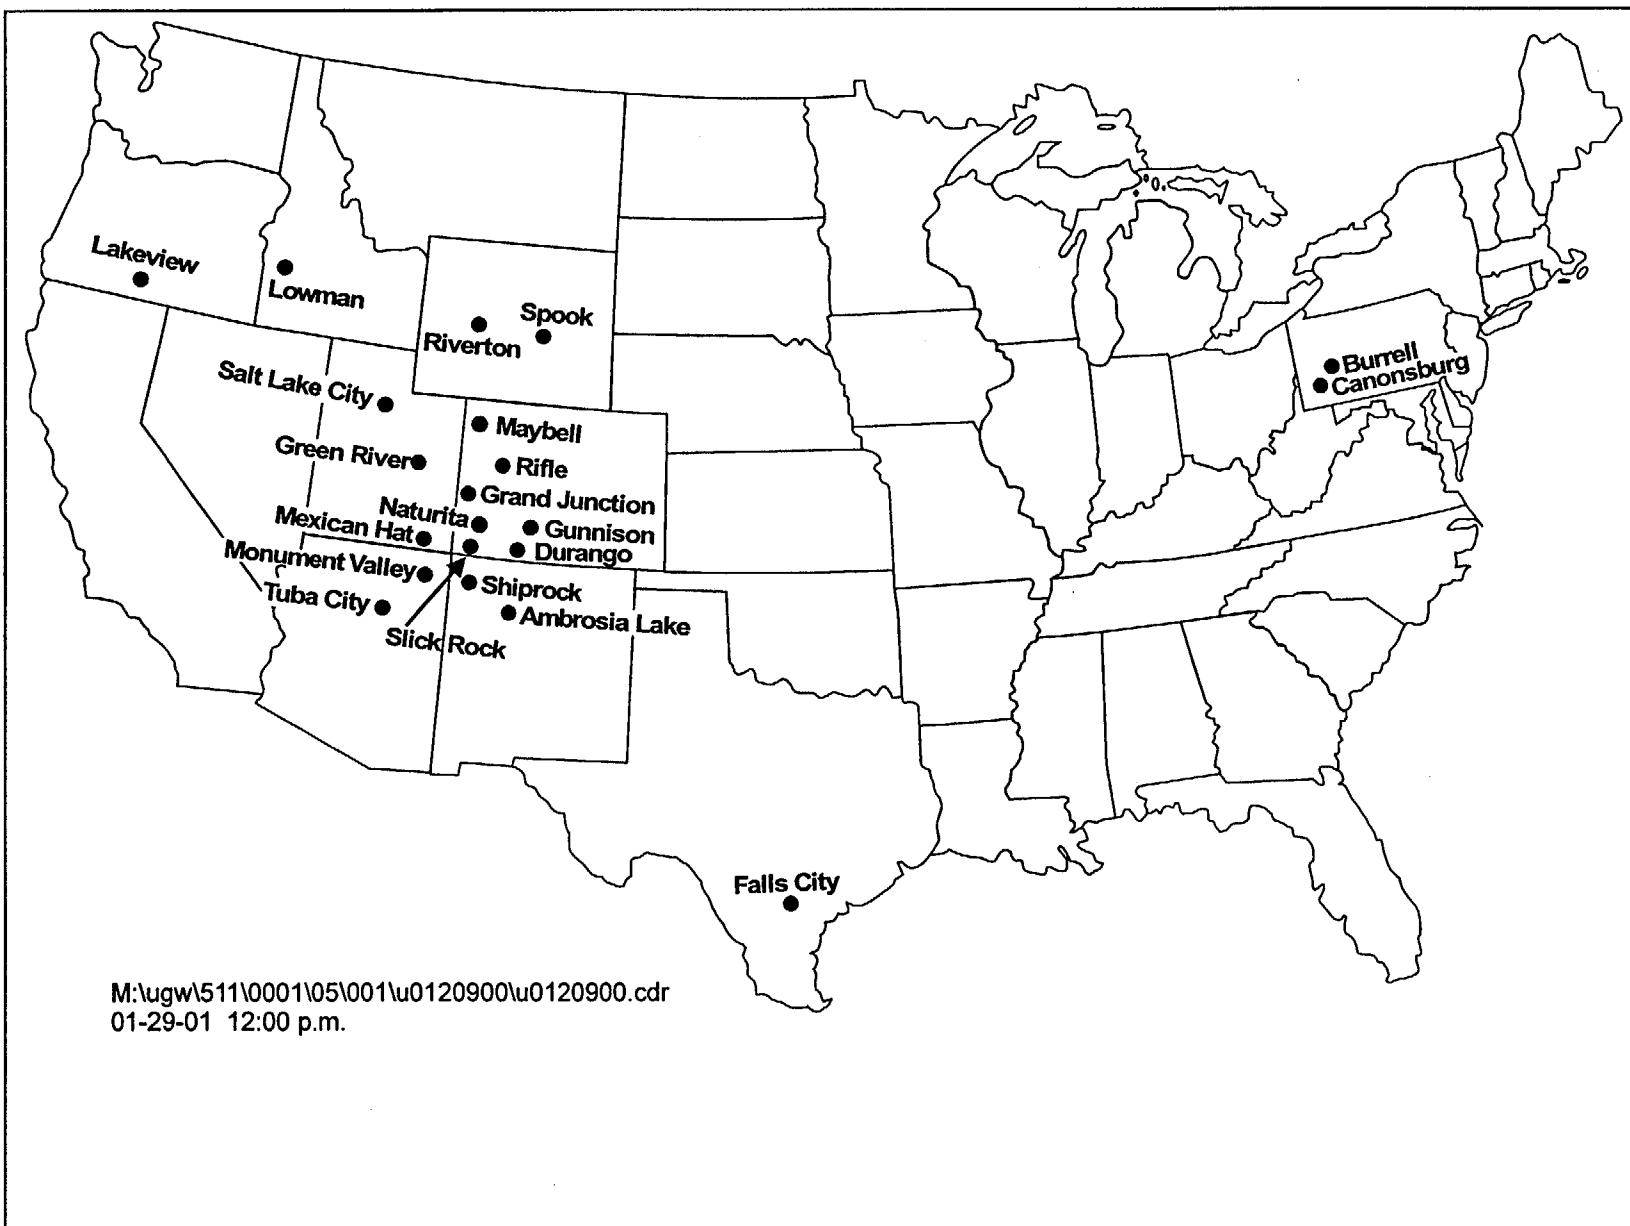 Lakeview
Lowman
Spook
Riverton
Burrell
Canonsburg
Salt Lake City
Maybell
Green River
Rifle
Grand Junction
Naturita
Gunnison
Mexican Hat
Durango
Monument Valley
Shiprock
Tuba City
Ambrosia Lake
Slick Rock
Falls City
M:\ugw\511\0001\05\001\u0120900\u0120900.cdr
01-29-01 12:00 p.m.